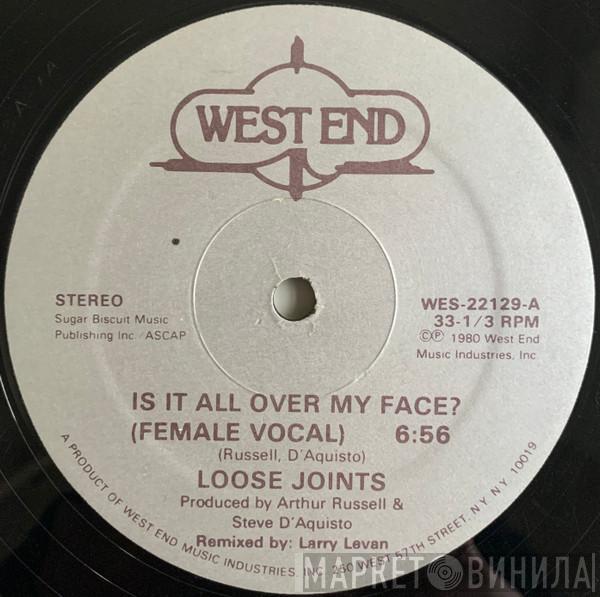 WEST END
STEREO
Sugar Biscuit Music
Publishing Inc. ASCAP
WES-22129-A
33-1/3 RPM
©℗ 1980 West End
Music Industries, Inc
IS IT ALL OVER MY FACE?
(FEMALE VOCAL) 6:56
(Russell, D'Aquisto)
LOOSE JOINTS
Produced by Arthur Russell &
Steve D'Aquisto
Remixed by: Larry Levan
A PRODUCT OF WEST END MUSIC INDUSTRIES, INC. 250 WEST 57TH STREET, N.Y. N.Y. 10019
МАРКЕТ ВИНИЛА